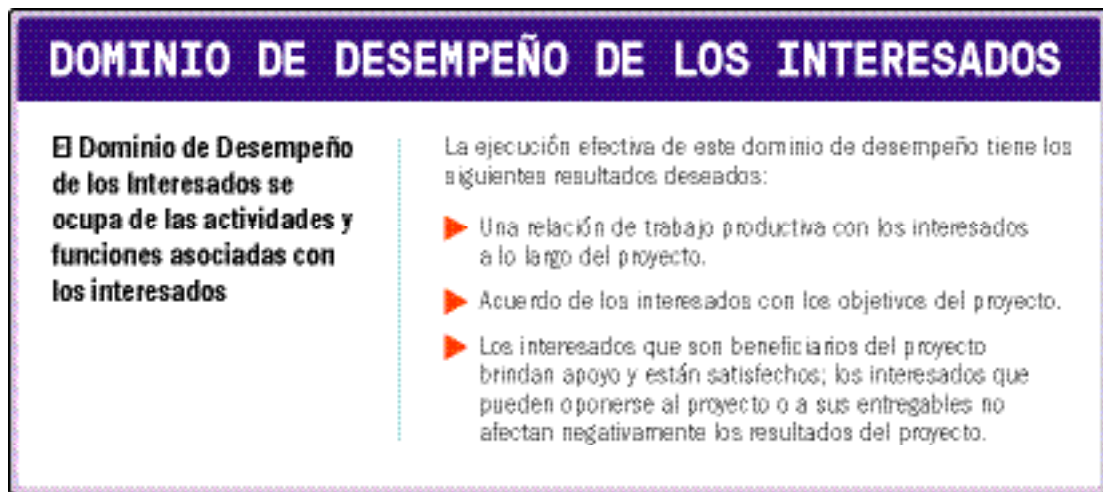 DOMINIO DE DESEMPEÑO DE LOS INTERESADOS
El Dominio de Desempeño
de los Interesados se
ocupa de las actividades y
funciones asociadas con
los interesados
La ejecución efectiva de este dominio de desempeño tiene los
siguientes resultados deseados:
Una relación de trabajo productiva con los interesados
a lo largo del proyecto.
Acuerdo de los interesados con los objetivos del proyecto.
Los interesados que son beneficiarios del proyecto
brindan apoyo y están satisfechos; los interesados que
pueden oponerse al proyecto o a sus entregables no
afectan negativamente los resultados del proyecto.